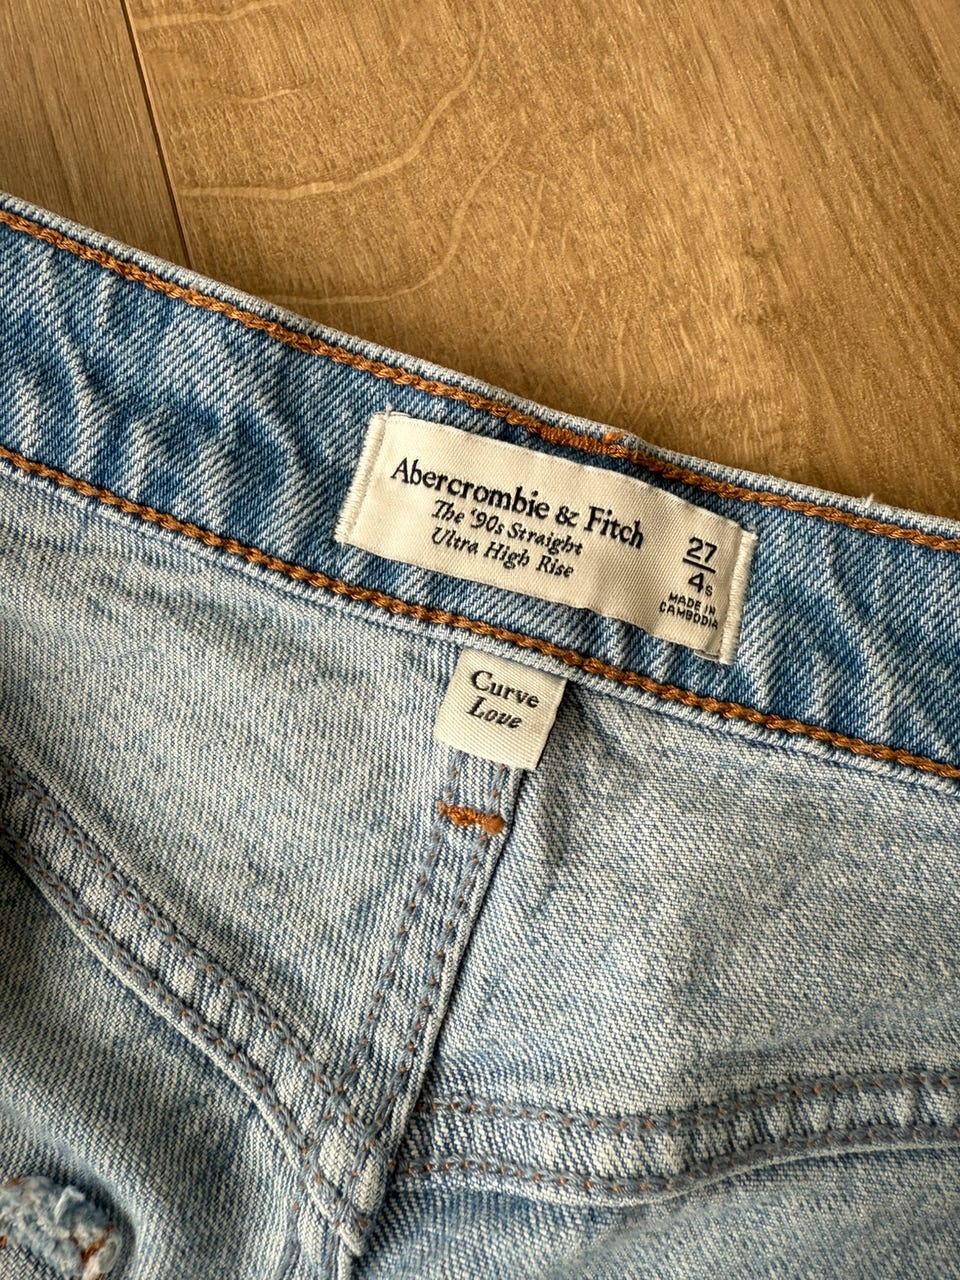 Abercrombie & Fitch
The '90s Straight
Ultra High Rise
27
4s
MADE IN
CAMBODIA
Curve
Love